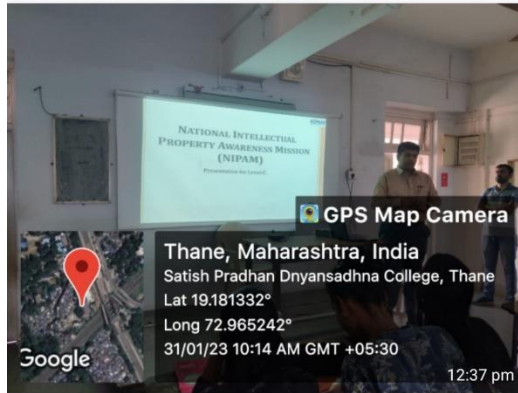 NATIONAL INTELLECTUAL
PROPERTY AWARENESS MISSION
(NIPAM)
Presentation for Level-C
GPS Map Camera
Thane, Maharashtra, India
Satish Pradhan Dnyansadhna College, Thane
Lat 19.181332°
Long 72.965242°
31/01/23 10:14 AM GMT +05:30
Google
12:37 pm